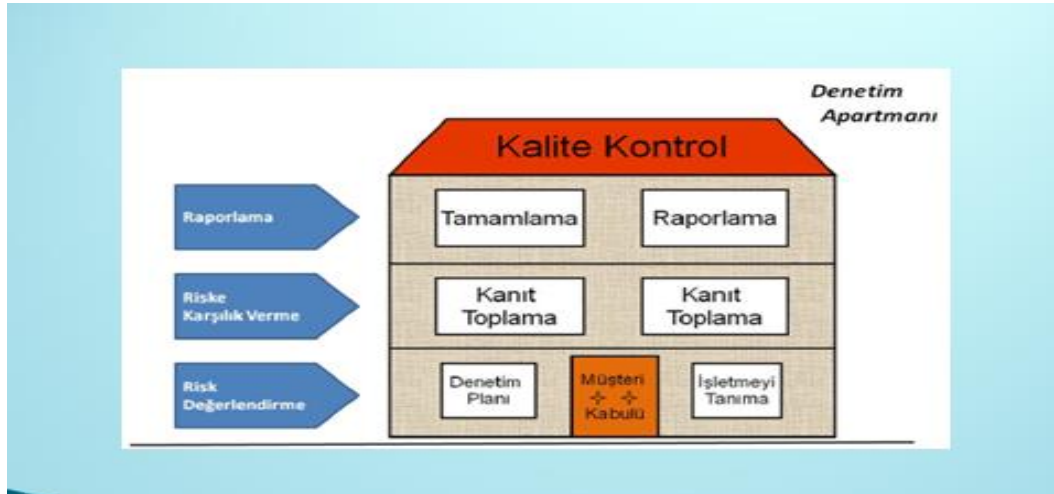 Denetim
Apartmanı
Kalite Kontrol
Raporlama
Tamamlama
Raporlama
Riske
Karşılık Verme
Kanıt
Toplama
Kanıt
Toplama
Risk
Değerlendirme
Denetim
Planı
Müşteri
Kabulü
İşletmeyi
Tanıma